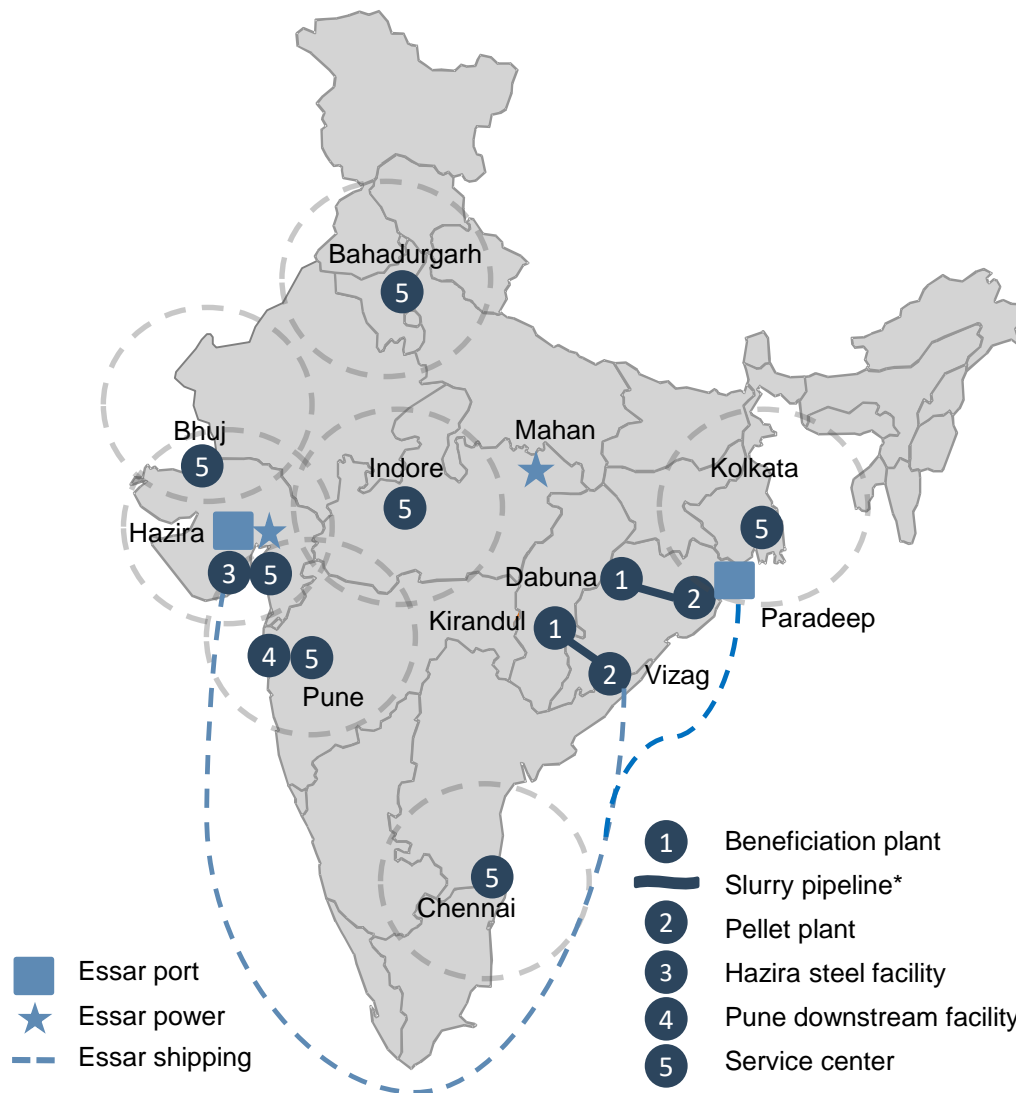 Bahadurgarh
5
Bhuj
5
Indore
5
Mahan
Kolkata
5
Hazira
3
5
Dabuna
1
2
Paradeep
Kirandul
1
2
Vizag
4
5
Pune
5
Chennai
1 Beneficiation plant
Slurry pipeline*
2 Pellet plant
3 Hazira steel facility
4 Pune downstream facility
5 Service center
Essar port
Essar power
Essar shipping